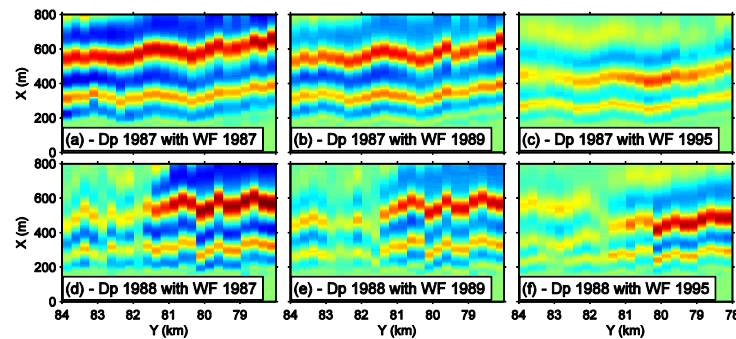 800
600
400
200
0
X (m)
(a) - Dp 1987 with WF 1987
(b) - Dp 1987 with WF 1989
(c) - Dp 1987 with WF 1995
800
600
400
200
0
X (m)
(d) - Dp 1988 with WF 1987
(e) - Dp 1988 with WF 1989
(f) - Dp 1988 with WF 1995
84 83 82 81 80 79 84 83 82 81 80 79 84 83 82 81 80 79 78
Y (km) Y (km) Y (km)